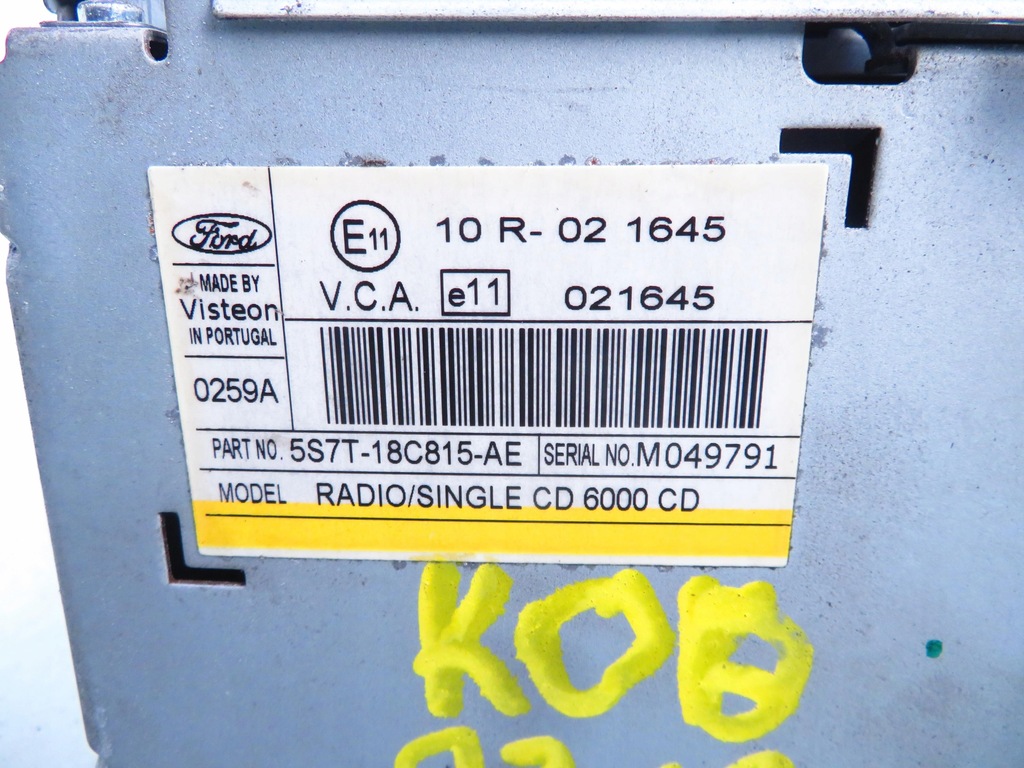 Ford
MADE BY
Visteon
IN PORTUGAL
0259A
E11 10 R- 02 1645
V.C.A. e11 021645
PART NO. 5S7T-18C815-AE SERIAL NO. M049791
MODEL RADIO/SINGLE CD 6000 CD